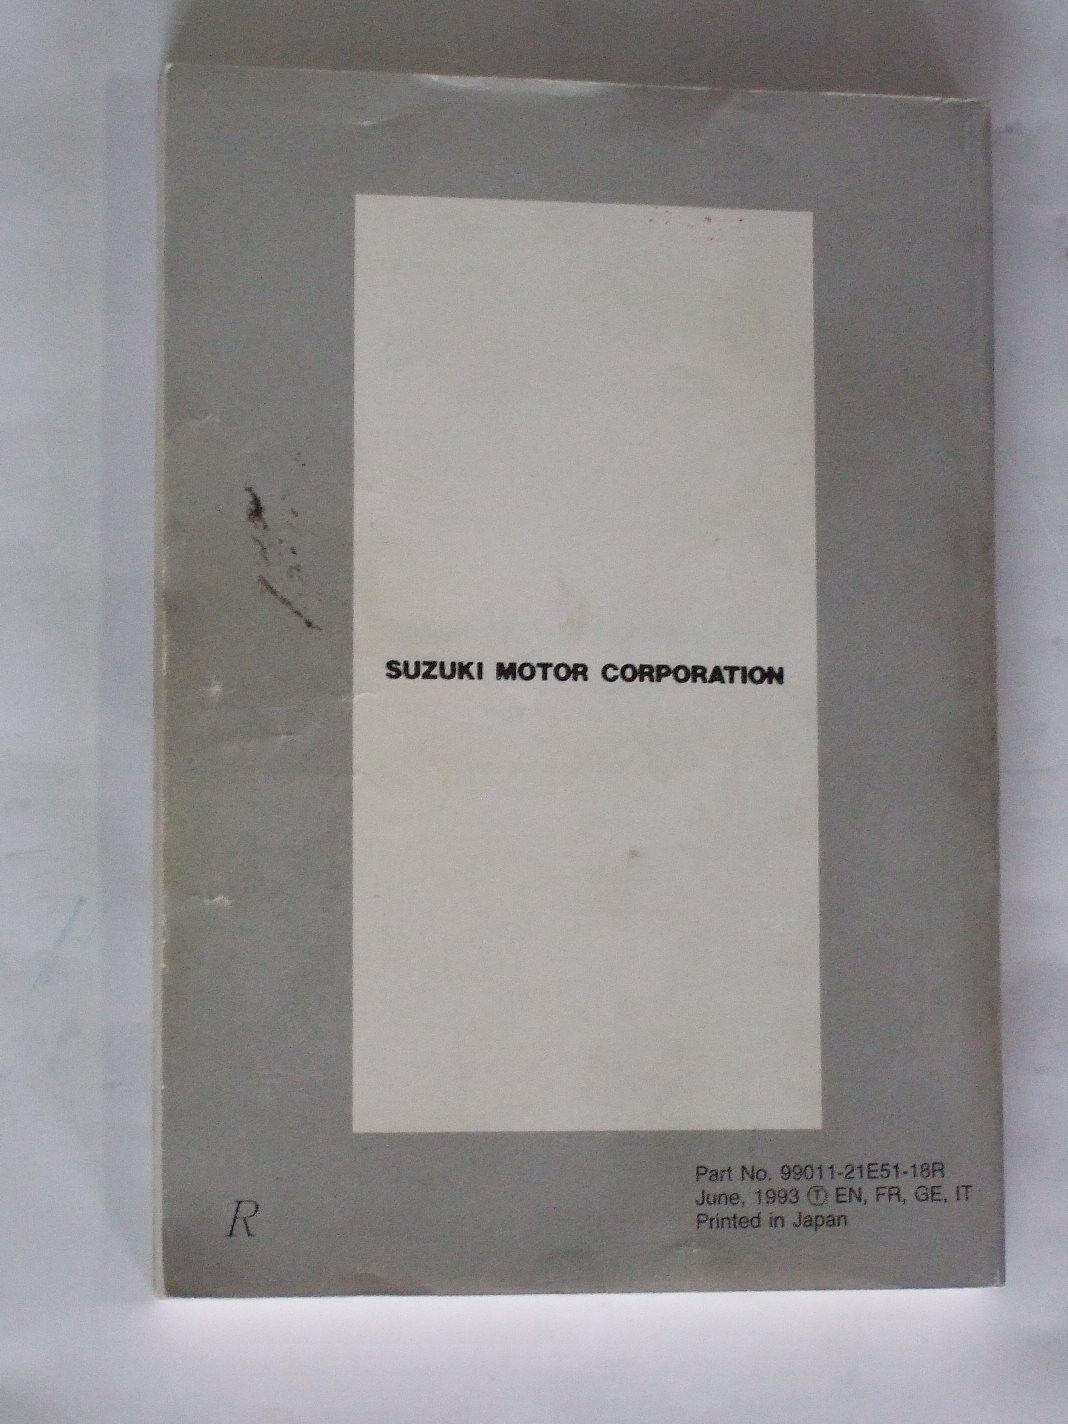 SUZUKI MOTOR CORPORATION
Part No. 99011-21E51-18R
June, 1993 Ⓣ EN, FR, GE, IT
Printed in Japan
R